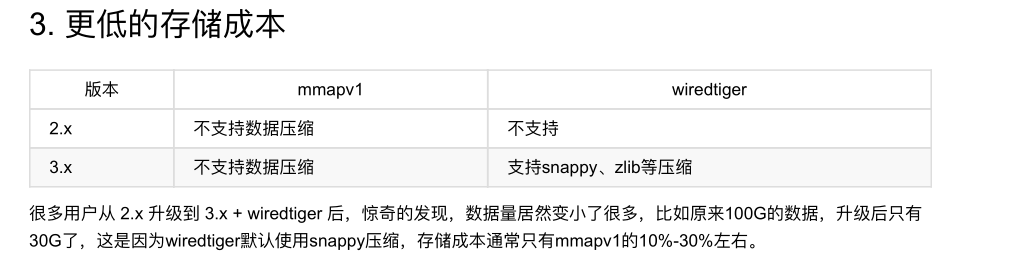 3. 更低的存储成本
版本 mmapv1 wiredtiger
2.x 不支持数据压缩 不支持
3.x 不支持数据压缩 支持snappy、zlib等压缩
很多用户从 2.x 升级到 3.x + wiredtiger 后，惊奇的发现，数据量居然变小了很多，比如原来100G的数据，升级后只有
30G了，这是因为wiredtiger默认使用snappy压缩，存储成本通常只有mmapv1的10%-30%左右。